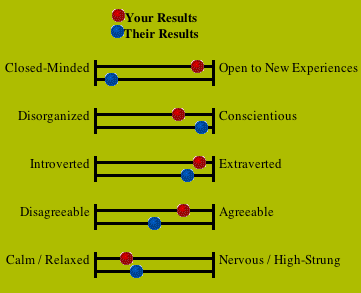 Your Results
Their Results
Closed-Minded Open to New Experiences
Disorganized Conscientious
Introverted Extraverted
Disagreeable Agreeable
Calm / Relaxed Nervous / High-Strung